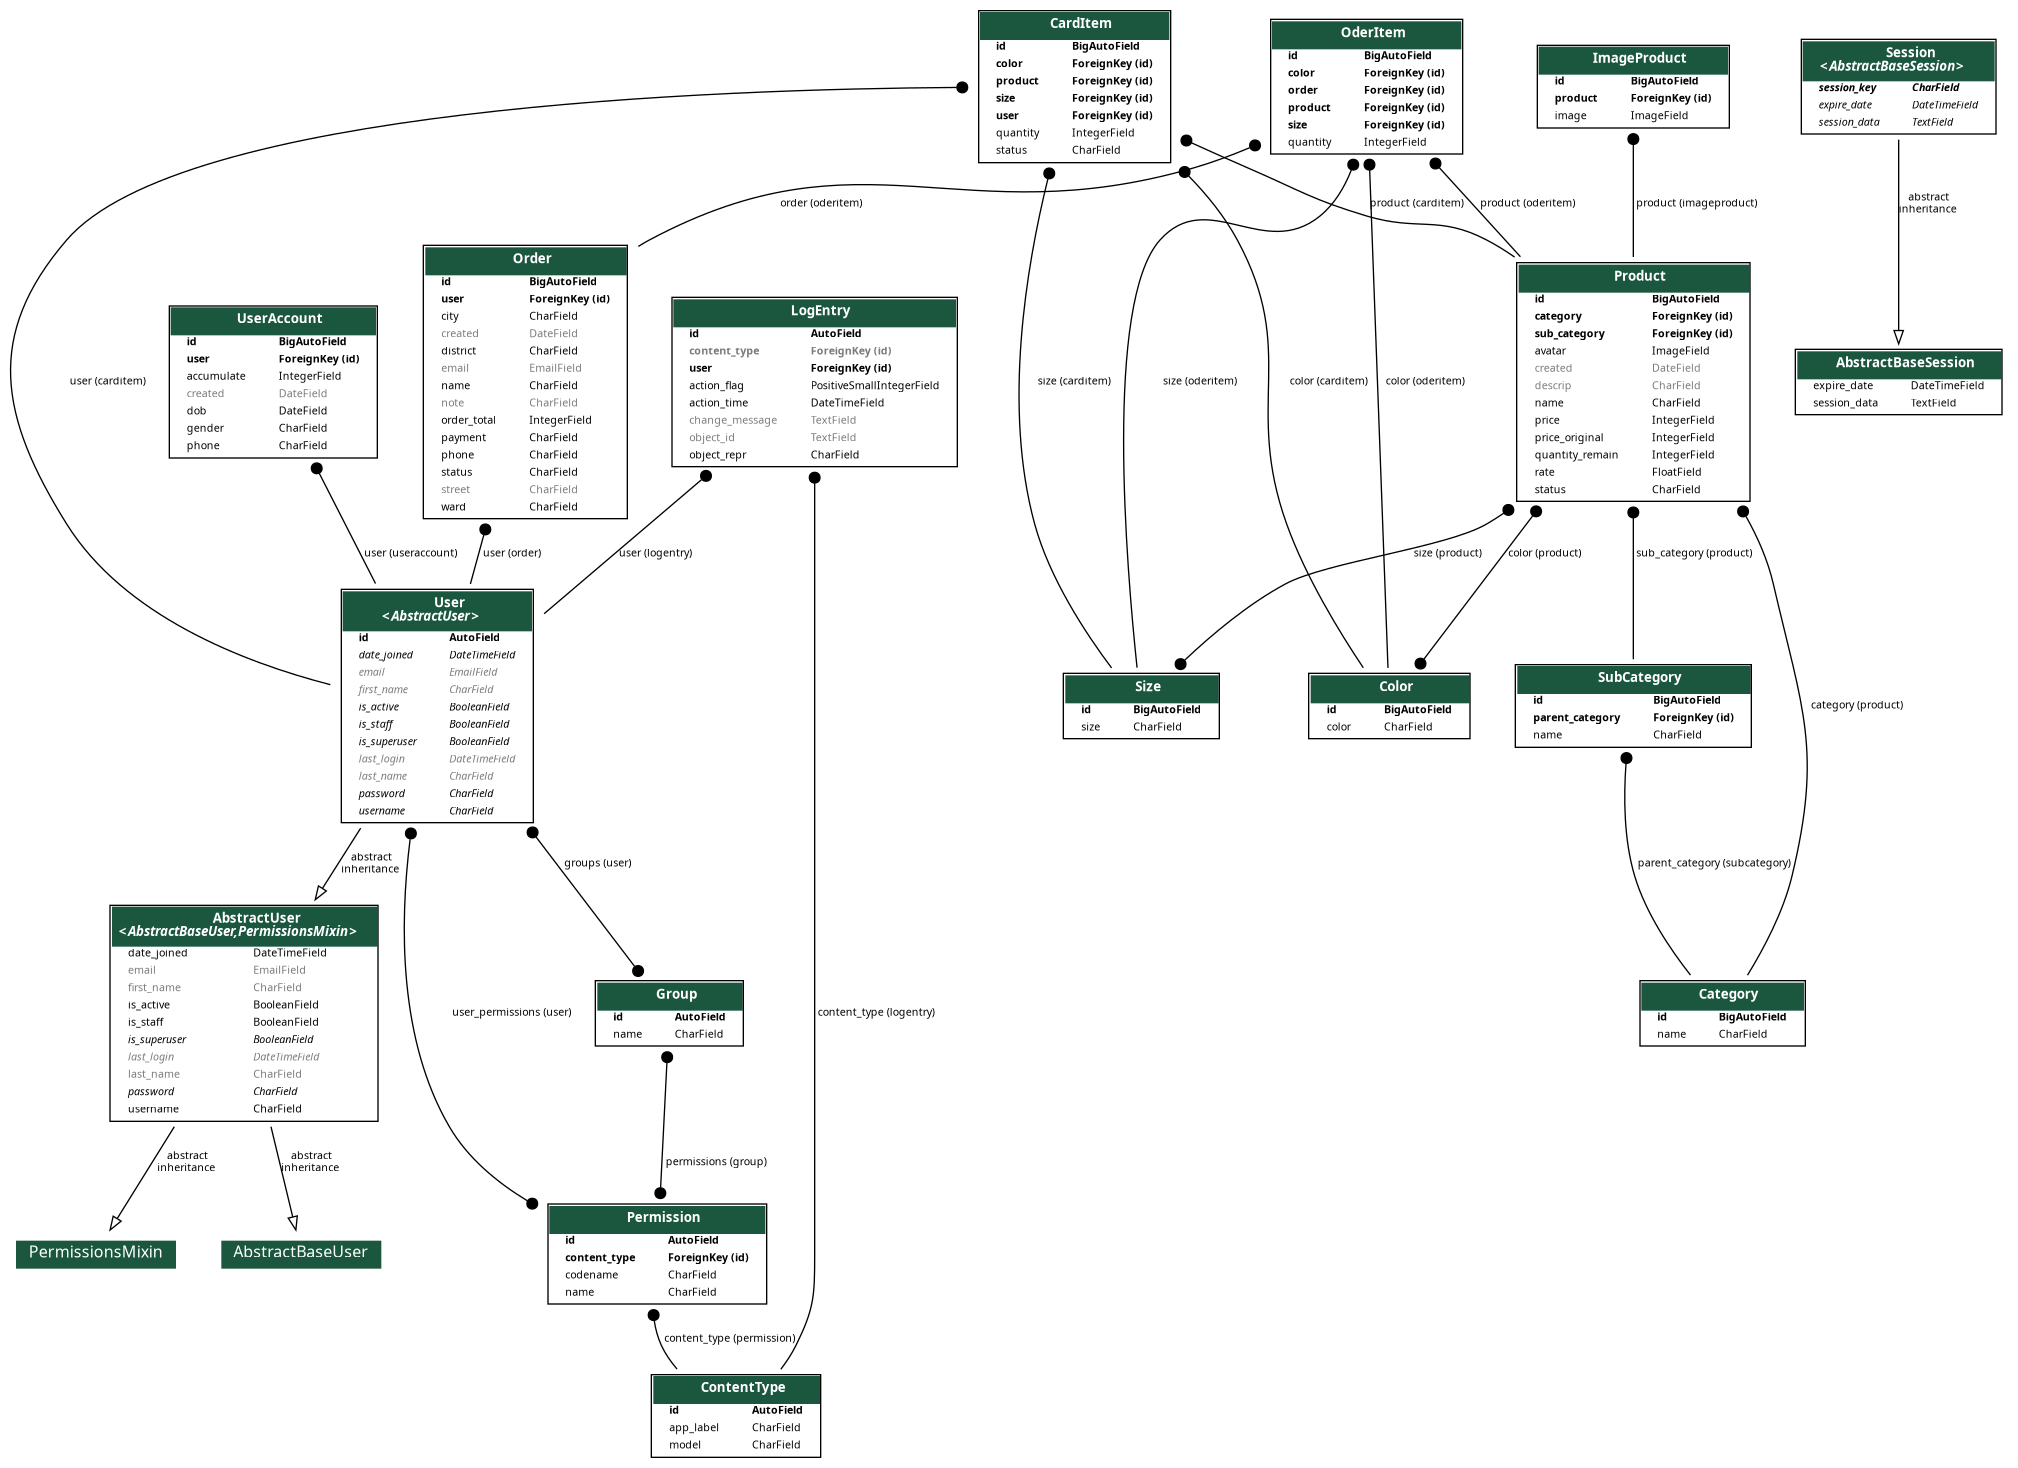 CardItem
id BigAutoField
color ForeignKey (id)
product ForeignKey (id)
size ForeignKey (id)
user ForeignKey (id)
quantity IntegerField
status CharField
OderItem
id BigAutoField
color ForeignKey (id)
order ForeignKey (id)
product ForeignKey (id)
size ForeignKey (id)
quantity IntegerField
ImageProduct
id BigAutoField
product ForeignKey (id)
image ImageField
Session
<AbstractBaseSession>
session_key CharField
expire_date DateTimeField
session_data TextField
order (oderitem)
product (carditem)
product (oderitem)
product (imageproduct)
abstract
inheritance
Order
id BigAutoField
user ForeignKey (id)
city CharField
created DateField
district CharField
email EmailField
name CharField
note CharField
order_total IntegerField
payment CharField
phone CharField
status CharField
street CharField
ward CharField
UserAccount
id BigAutoField
user ForeignKey (id)
accumulate IntegerField
created DateField
dob DateField
gender CharField
phone CharField
LogEntry
id AutoField
content_type ForeignKey (id)
user ForeignKey (id)
action_flag PositiveSmallIntegerField
action_time DateTimeField
change_message TextField
object_id TextField
object_repr CharField
Product
id BigAutoField
category ForeignKey (id)
sub_category ForeignKey (id)
avatar ImageField
created DateField
descrip CharField
name CharField
price IntegerField
price_original IntegerField
quantity_remain IntegerField
rate FloatField
status CharField
AbstractBaseSession
expire_date DateTimeField
session_data TextField
user (carditem)
size (carditem)
size (oderitem)
color (carditem)
color (oderitem)
user (useraccount)
user (order)
user (logentry)
size (product)
color (product)
sub_category (product)
User
<AbstractUser>
id AutoField
date_joined DateTimeField
email EmailField
first_name CharField
is_active BooleanField
is_staff BooleanField
is_superuser BooleanField
last_login DateTimeField
last_name CharField
password CharField
username CharField
Size
id BigAutoField
size CharField
Color
id BigAutoField
color CharField
SubCategory
id BigAutoField
parent_category ForeignKey (id)
name CharField
category (product)
abstract
inheritance
groups (user)
parent_category (subcategory)
AbstractUser
<AbstractBaseUser,PermissionsMixin>
date_joined DateTimeField
email EmailField
first_name CharField
is_active BooleanField
is_staff BooleanField
is_superuser BooleanField
last_login DateTimeField
last_name CharField
password CharField
username CharField
user_permissions (user)
Group
id AutoField
name CharField
content_type (logentry)
Category
id BigAutoField
name CharField
abstract
inheritance
abstract
inheritance
permissions (group)
PermissionsMixin
AbstractBaseUser
Permission
id AutoField
content_type ForeignKey (id)
codename CharField
name CharField
content_type (permission)
ContentType
id AutoField
app_label CharField
model CharField